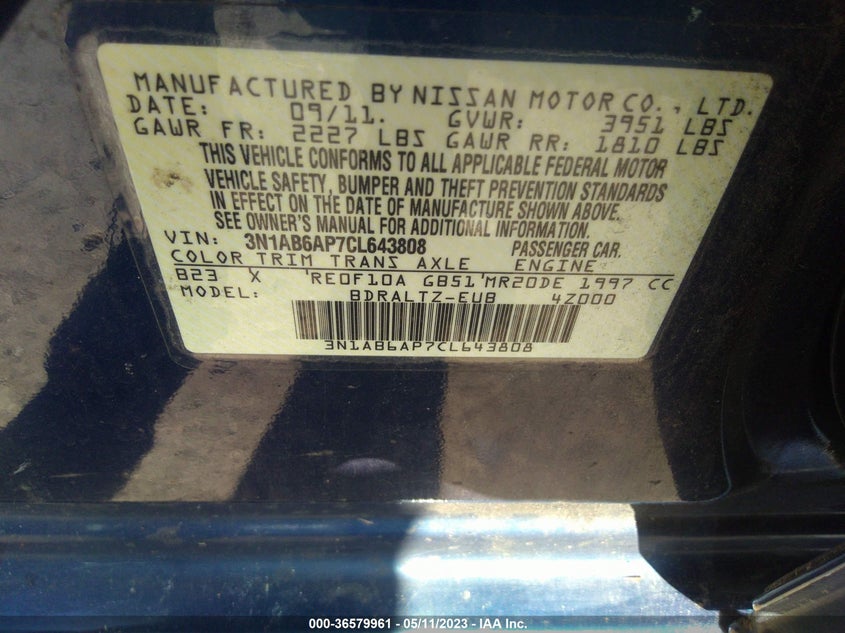 MANUFACTURED BY NISSAN MOTOR CO., LTD.
DATE: 09/11. GVWR: 3951 LBS
GAWR FR: 2227 LBS GAWR RR: 1810 LBS
THIS VEHICLE CONFORMS TO ALL APPLICABLE FEDERAL MOTOR
VEHICLE SAFETY, BUMPER AND THEFT PREVENTION STANDARDS
IN EFFECT ON THE DATE OF MANUFACTURE SHOWN ABOVE.
SEE OWNER'S MANUAL FOR ADDITIONAL INFORMATION.
VIN: 3N1AB6AP7CL643808 PASSENGER CAR.
COLOR TRIM TRANS AXLE ENGINE
B23 X RE0F10A GB51 MR20DE 1997 CC
MODEL: BDRALTZ-EUB 4Z000
3N1AB6AP7CL643808
000-36579961 - 05/11/2023 - IAA Inc.